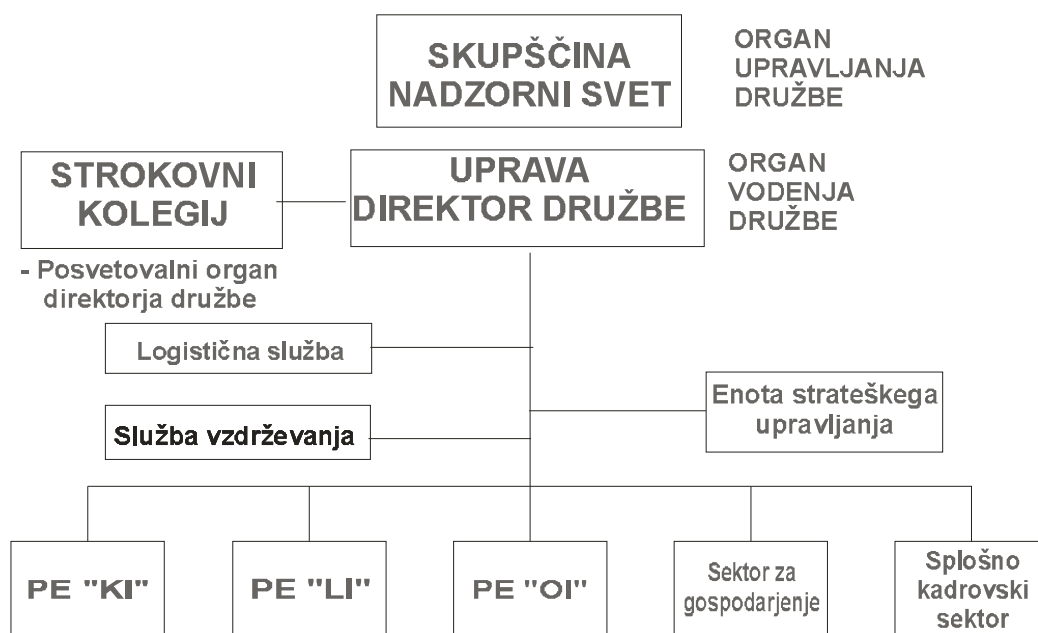 SKUPŠČINA
NADZORNI SVET
ORGAN
UPRAVLJANJA
DRUŽBE
STROKOVNI
KOLEGIJ
UPRAVA
DIREKTOR DRUŽBE
ORGAN
VODENJA
DRUŽBE
- Posvetovalni organ
direktorja družbe
Logistična služba
Enota strateškega
upravljanja
Služba vzdrževanja
PE "KI"
PE "LI"
PE "OI"
Sektor za
gospodarjenje
Splošno
kadrovski
sektor